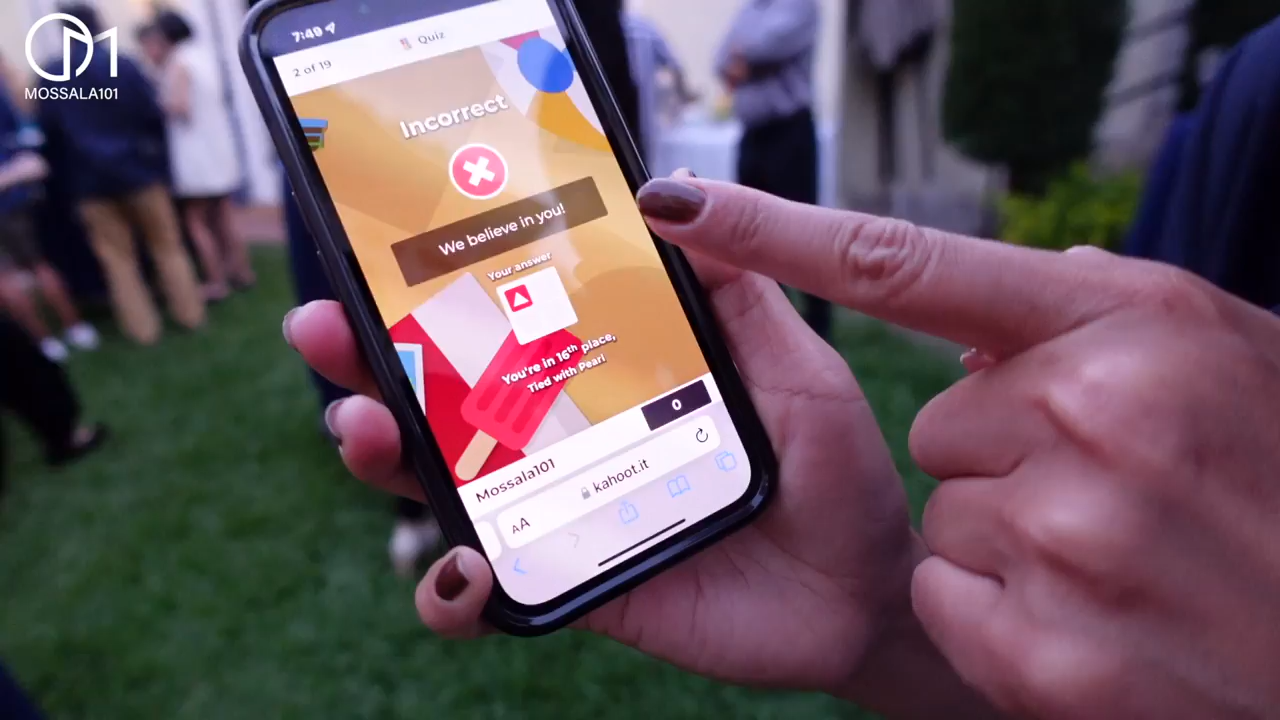 MOSSALA101
7:49
Quiz
2 of 19
Incorrect
We believe in you!
Your answer
You're in 16th place,
Tied with Pearl
0
Mossala101
AA
kahoot.it